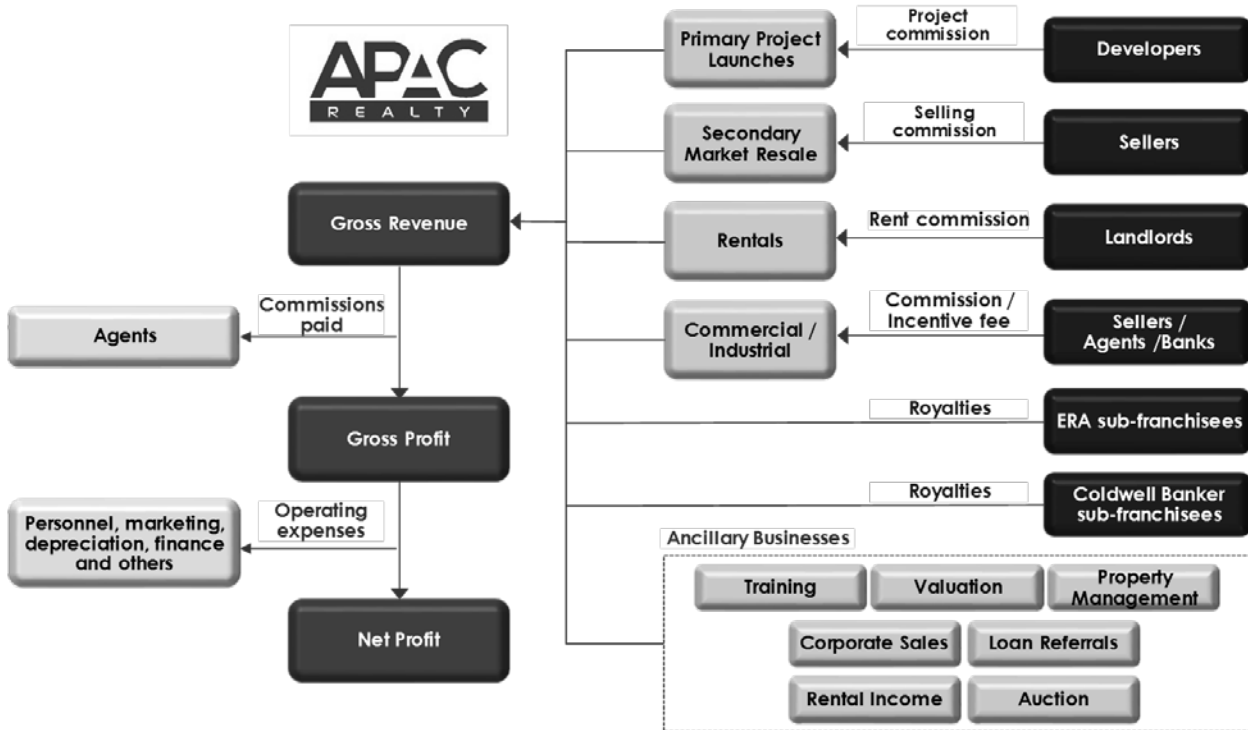 APAC
REALTY
Primary Project
Launches
Project
commission
Developers
Secondary
Market Resale
Selling
commission
Sellers
Gross Revenue
Rentals
Rent commission
Landlords
Commissions
paid
Agents
Commercial /
Industrial
Commission /
Incentive fee
Sellers /
Agents /Banks
Gross Profit
Royalties
ERA sub-franchisees
Royalties
Coldwell Banker
sub-franchisees
Operating
expenses
Personnel, marketing,
depreciation, finance
and others
Net Profit
Ancillary Businesses
Training
Valuation
Property
Management
Corporate Sales
Loan Referrals
Rental Income
Auction